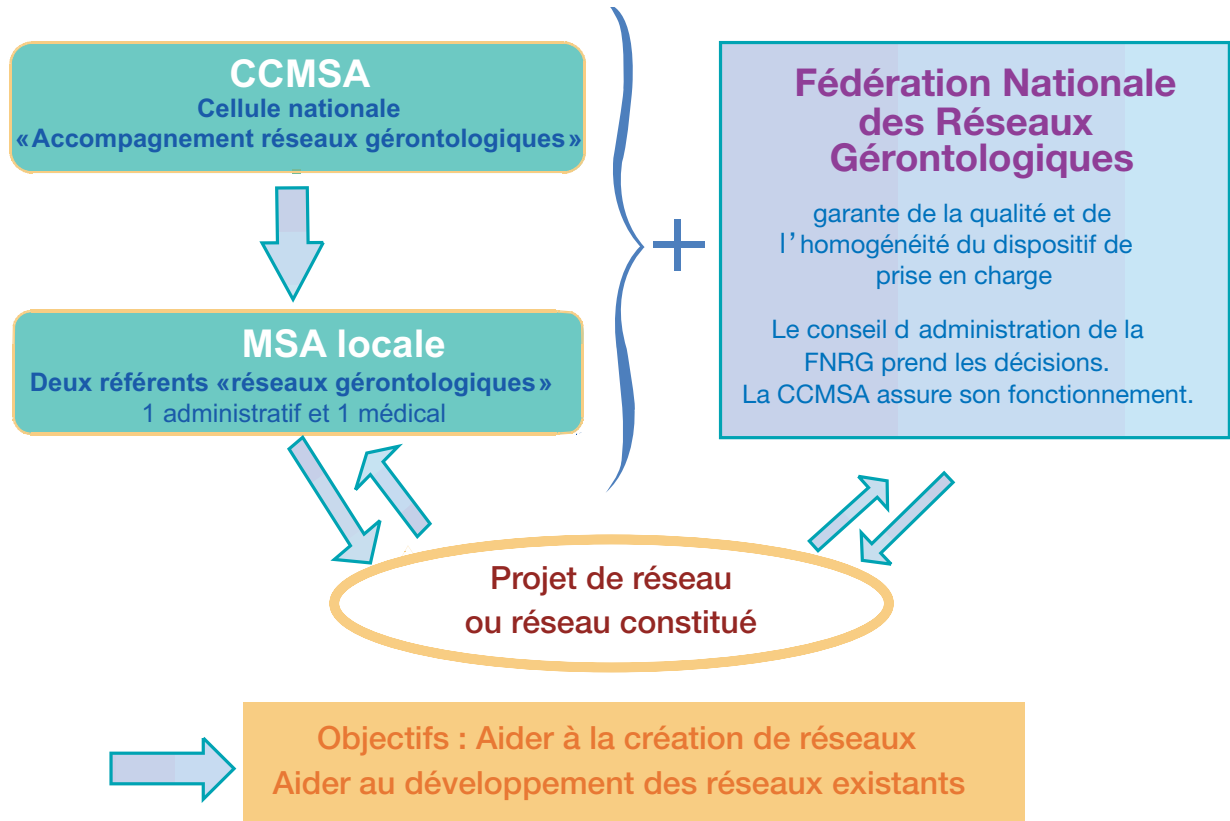 CCMSA
Cellule nationale
«Accompagnement réseaux gérontologiques»
MSA locale
Deux référents «réseaux gérontologiques»
1 administratif et 1 médical
+
Fédération Nationale
des Réseaux
Gérontologiques
garante de la qualité et de
l'homogénéité du dispositif de
prise en charge
Le conseil d administration de la
FNRG prend les décisions.
La CCMSA assure son fonctionnement.
Projet de réseau
ou réseau constitué
Objectifs : Aider à la création de réseaux
Aider au développement des réseaux existants